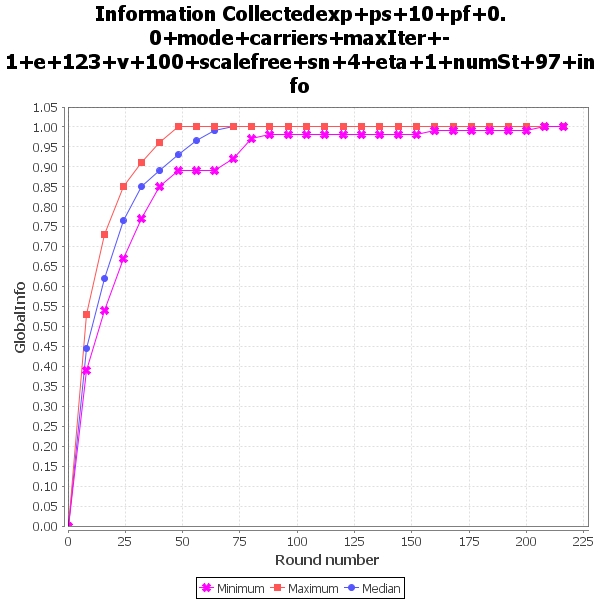 Information Collectedexp+ps+10+pf+0.
0+mode+carriers+maxIter+-
1+e+123+v+100+scalefree+sn+4+eta+1+numSt+97+in
fo
1.05
1.00
0.95
0.90
0.85
0.80
0.75
0.70
0.65
0.60
0.55
0.50
0.45
0.40
0.35
0.30
0.25
0.20
0.15
0.10
0.05
0.00
GlobalInfo
0 25 50 75 100 125 150 175 200 225
Round number
Minimum Maximum Median